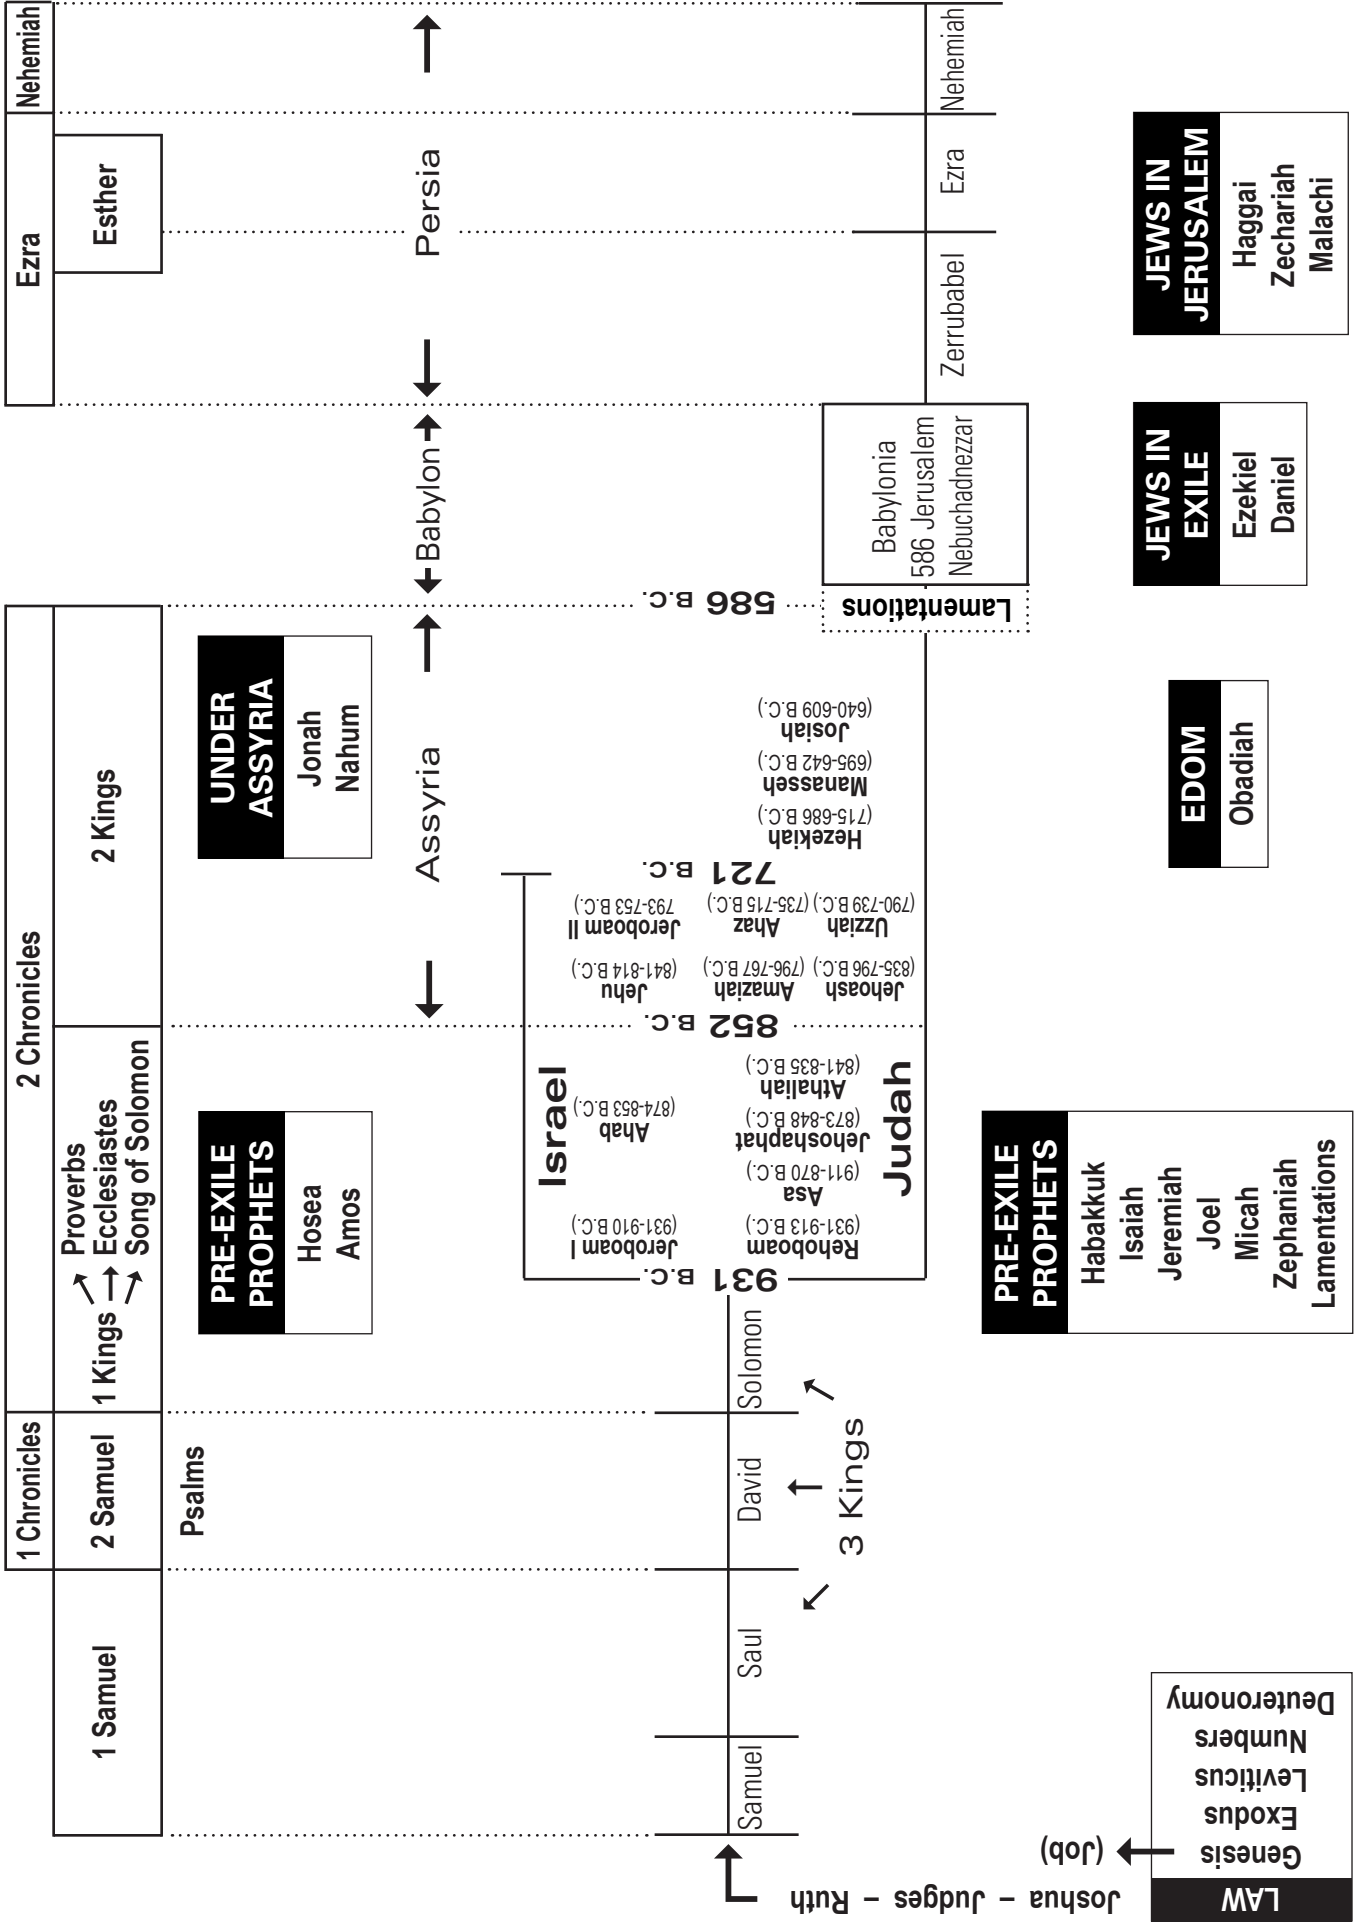 1 Chronicles
2 Chronicles
Ezra
Nehemiah
1 Samuel
2 Samuel
1 Kings
Proverbs
Ecclesiastes
Song of Solomon
2 Kings
Esther
Psalms
PRE-EXILE
PROPHETS
Hosea
Amos
UNDER
ASSYRIA
Jonah
Nahum
Assyria
Babylon
Persia
Israel
Jeroboam I
(931-910 B.C.)
Ahab
(874-853 B.C.)
Jehu
(841-814 B.C.)
Jeroboam II
793-753 B.C.)
931 B.C.
852 B.C.
721 B.C.
586 B.C.
Rehoboam
(931-913 B.C.)
Asa
(911-870 B.C.)
Jehoshaphat
(873-848 B.C.)
Athaliah
(841-835 B.C.)
Judah
Jehoash
(835-796 B.C.)
Amaziah
(796-767 B.C.)
Uzziah
(790-739 B.C.)
Ahaz
(735-715 B.C.)
Hezekiah
(715-686 B.C.)
Manasseh
(695-642 B.C.)
Josiah
(640-609 B.C.)
Lamentations
Babylonia
586 Jerusalem
Nebuchadnezzar
Samuel
Saul
David
Solomon
3 Kings
Zerrubabel
Ezra
Nehemiah
Joshua – Judges – Ruth
(Job)
LAW
Genesis
Exodus
Leviticus
Numbers
Deuteronomy
PRE-EXILE
PROPHETS
Habakkuk
Isaiah
Jeremiah
Joel
Micah
Zephaniah
Lamentations
EDOM
Obadiah
JEWS IN
EXILE
Ezekiel
Daniel
JEWS IN
JERUSALEM
Haggai
Zechariah
Malachi